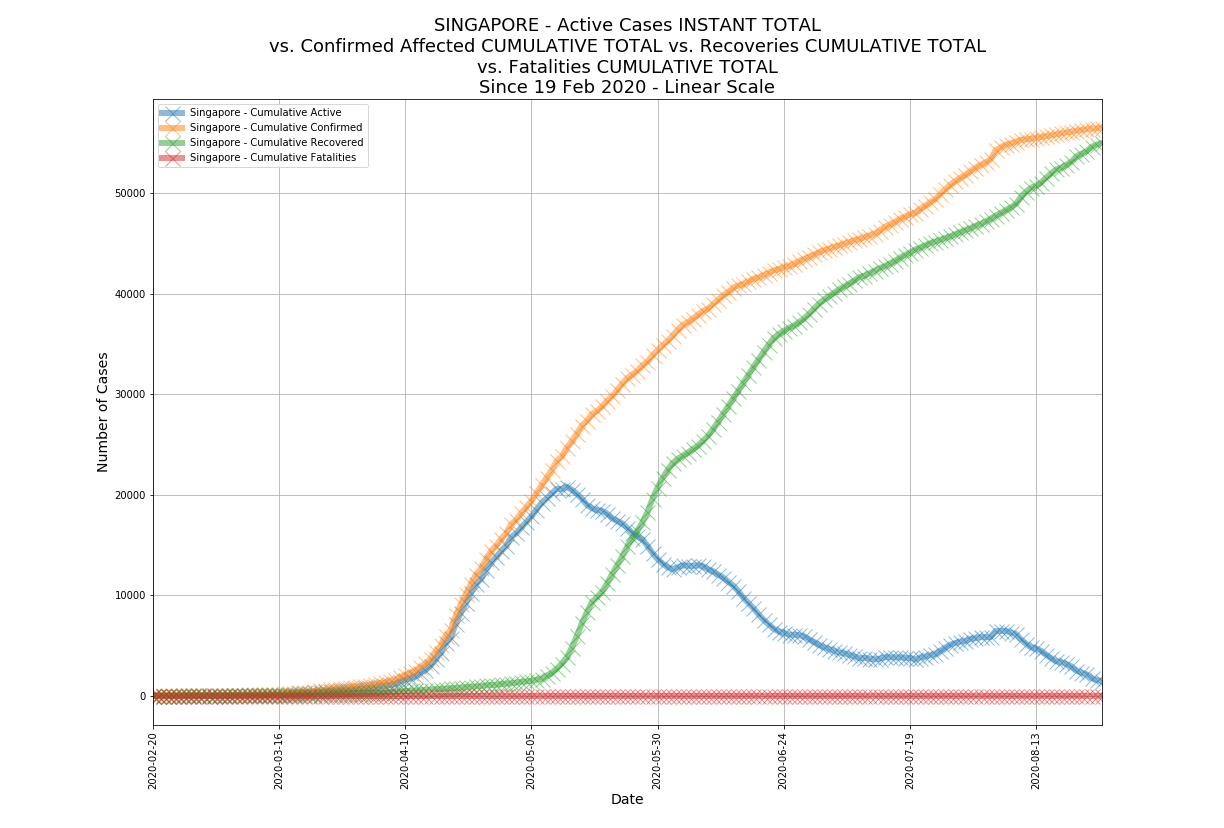 SINGAPORE - Active Cases INSTANT TOTAL
vs. Confirmed Affected CUMULATIVE TOTAL vs. Recoveries CUMULATIVE TOTAL
vs. Fatalities CUMULATIVE TOTAL
Since 19 Feb 2020 - Linear Scale
Singapore - Cumulative Active
Singapore - Cumulative Confirmed
Singapore - Cumulative Recovered
Singapore - Cumulative Fatalities
Number of Cases
50000
40000
30000
20000
10000
0
2020-02-20
2020-03-16
2020-04-10
2020-05-05
2020-05-30
2020-06-24
2020-07-19
2020-08-13
Date